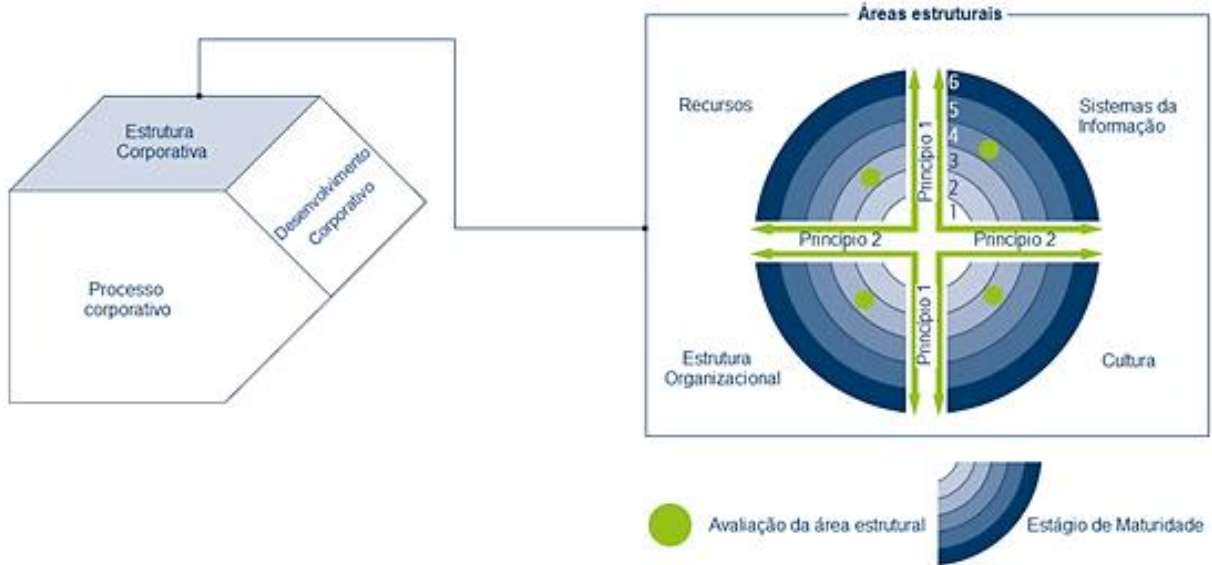 Áreas estruturais
Estrutura
Corporativa
Desenvolvimento
Corporativo
Processo
corporativo
Recursos
Sistemas da
Informação
6
5
4
3
2
1
Princípio 1
Princípio 2
Princípio 2
Princípio 1
Estrutura
Organizacional
Cultura
Avaliação da área estrutural
Estágio de Maturidade